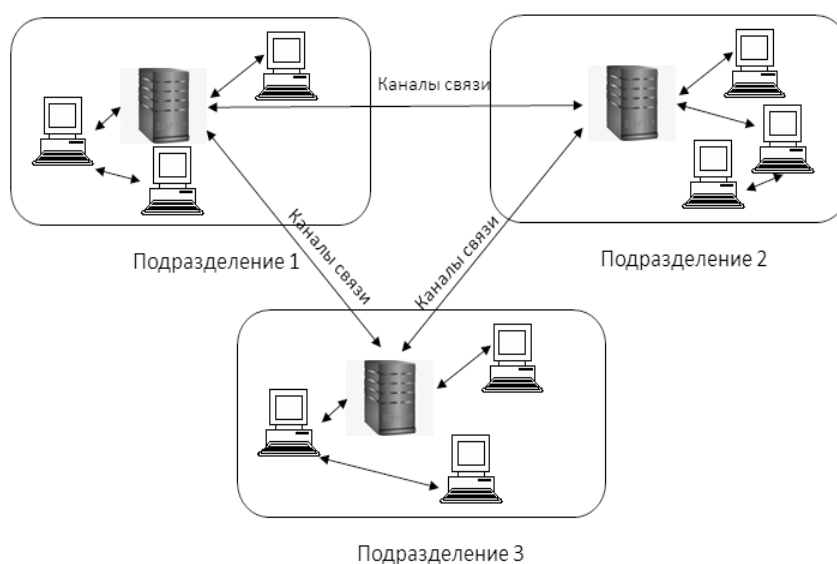 Каналы связи
Подразделение 1
Подразделение 2
Каналы связи
Каналы связи
Подразделение 3